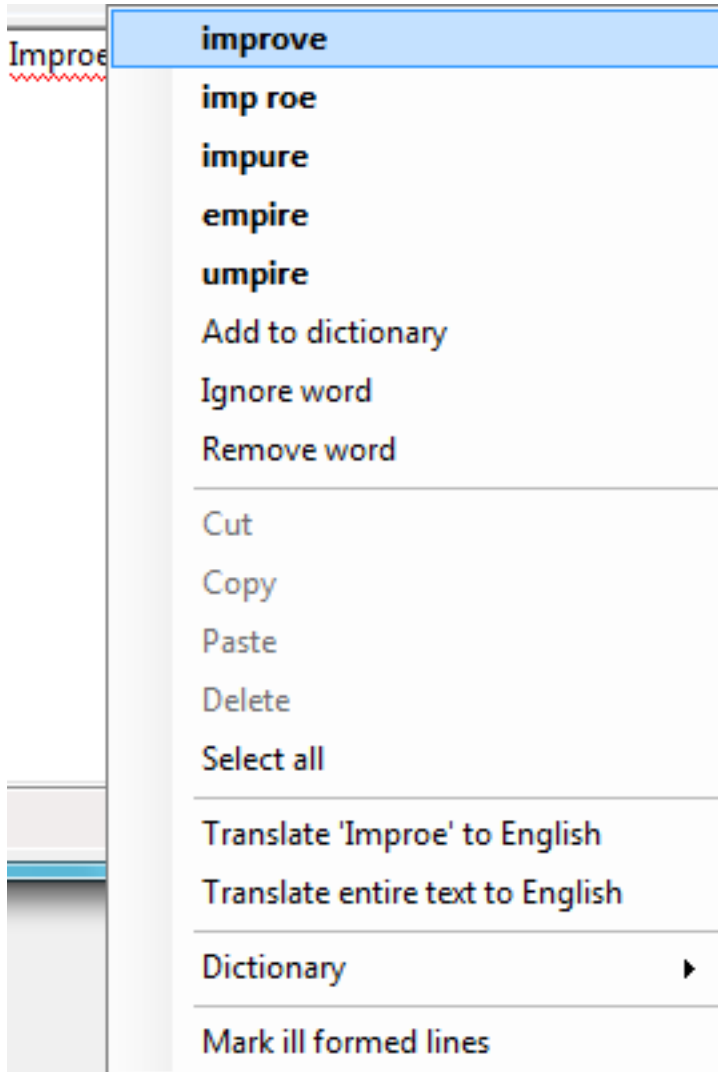 Improe
improve
imp roe
impure
empire
umpire
Add to dictionary
Ignore word
Remove word
Cut
Copy
Paste
Delete
Select all
Translate 'Improe' to English
Translate entire text to English
Dictionary
Mark ill formed lines